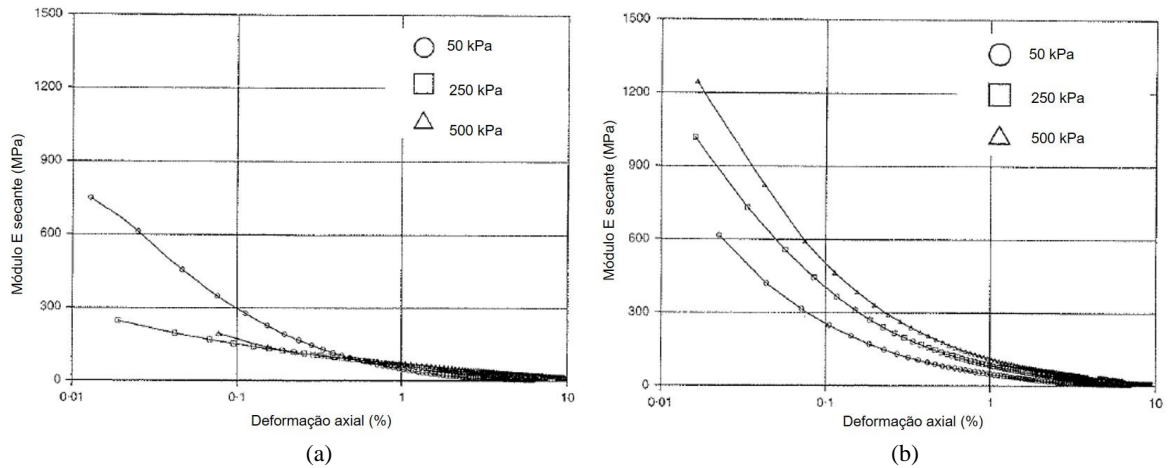 1500
1200
900
600
300
0
Módulo E secante (MPa)
50 kPa
250 kPa
500 kPa
0·01
0·1
1
10
Deformação axial (%)
(a)
1500
1200
900
600
300
0
Módulo E secante (MPa)
50 kPa
250 kPa
500 kPa
0·01
0·1
1
10
Deformação axial (%)
(b)